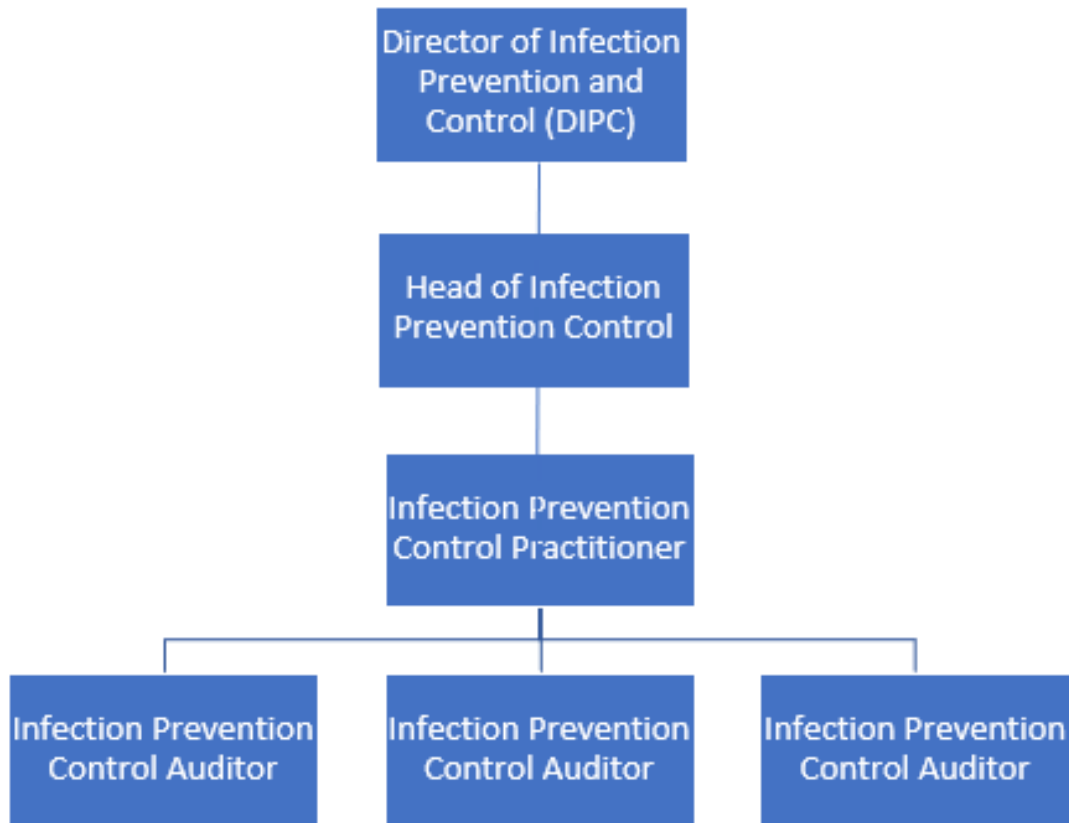 Director of Infection
Prevention and
Control (DIPC)
Head of Infection
Prevention Control
Infection Prevention
Control Practitioner
Infection Prevention
Control Auditor
Infection Prevention
Control Auditor
Infection Prevention
Control Auditor